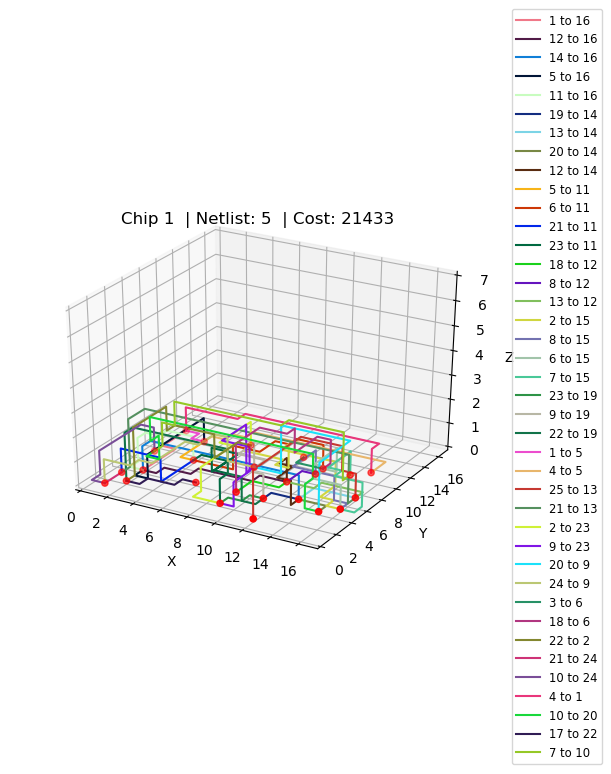 Chip 1 | Netlist: 5 | Cost: 21433
7
6
5
4
3
2
1
0
Z
0
2
4
6
8
10
12
14
16
X
0
2
4
6
8
10
12
14
16
Y
4
1 to 16
12 to 16
14 to 16
5 to 16
11 to 16
19 to 14
13 to 14
20 to 14
12 to 14
5 to 11
6 to 11
21 to 11
23 to 11
18 to 12
8 to 12
13 to 12
2 to 15
8 to 15
6 to 15
7 to 15
23 to 19
9 to 19
22 to 19
1 to 5
4 to 5
25 to 13
21 to 13
2 to 23
9 to 23
20 to 9
24 to 9
3 to 6
18 to 6
22 to 2
21 to 24
10 to 24
4 to 1
10 to 20
17 to 22
7 to 10